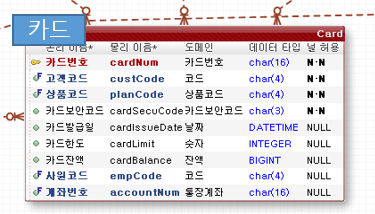 카드
Card
논리 이름* 물리 이름* 도메인 데이터 타입 널 허용
카드번호 cardNum 카드번호 char(16) N·N
고객코드 custCode 코드 char(4) N·N
상품코드 planCode 상품코드 char(4) N·N
카드보안코드 cardSecuCode 카드보안코드 char(3) N·N
카드발급일 cardIssueDate 날짜 DATETIME NULL
카드한도 cardLimit 숫자 INTEGER NULL
카드잔액 cardBalance 잔액 BIGINT NULL
사원코드 empCode 코드 char(4) NULL
계좌번호 accountNum 통장계좌 char(16) NULL